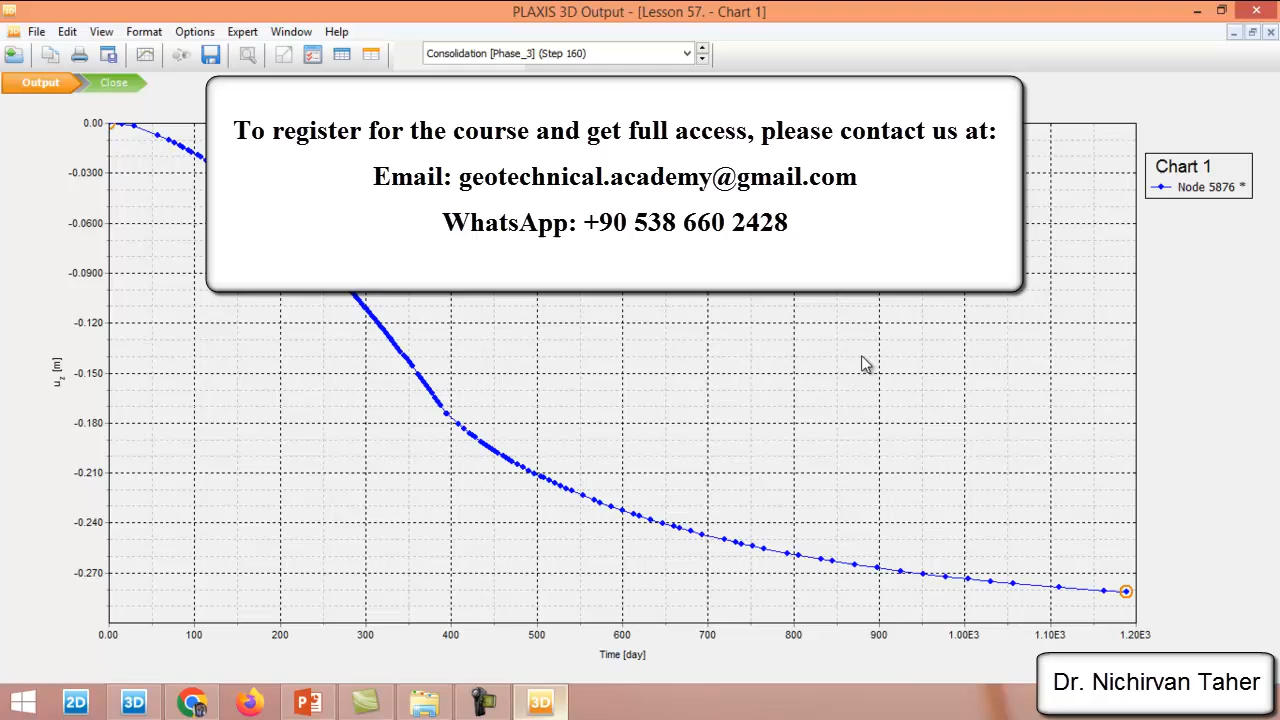 PLAXIS 3D Output - [Lesson 57. - Chart 1]
File Edit View Format Options Expert Window Help
Consolidation [Phase_3] (Step 160)
Output Close
To register for the course and get full access, please contact us at:
Email: geotechnical.academy@gmail.com
WhatsApp: +90 538 660 2428
Chart 1
Node 5876 *
0.00
-0.0300
-0.0600
-0.0900
-0.120
-0.150
-0.180
-0.210
-0.240
-0.270
u_z [m]
0.00 100 200 300 400 500 600 700 800 900 1.00E3 1.10E3 1.20E3
Time [day]
Dr. Nichirvan Taher
2D 3D P 3D